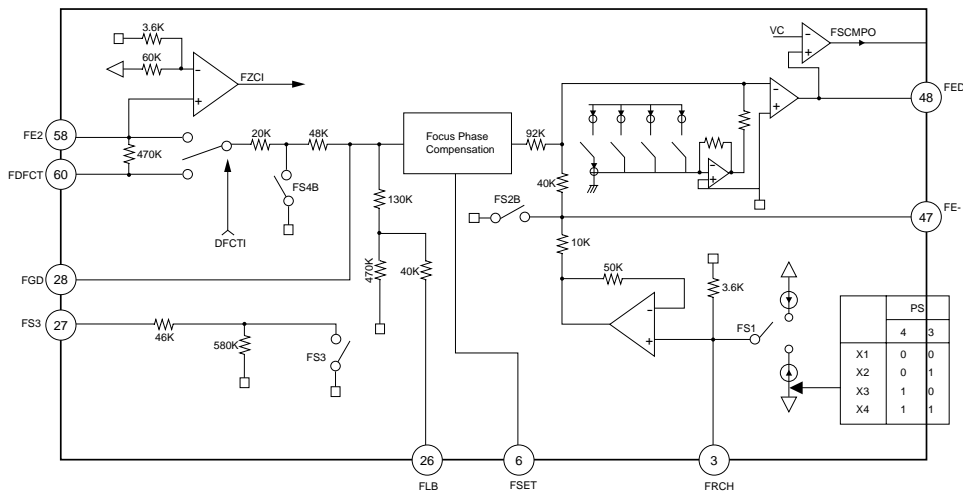 3.6K
60K
FZCI
VC
FSCMPO
FE2
58
48
FED
470K
20K
48K
Focus Phase
Compensation
92K
FDFCT
60
FS4B
DFCTI
130K
40K
FS2B
47
FE-
10K
470K
40K
FGD
28
50K
3.6K
FS1
FS3
27
46K
580K
FS3
PS
4 3
X1 0 0
X2 0 1
X3 1 0
X4 1 1
26
6
3
FLB
FSET
FRCH